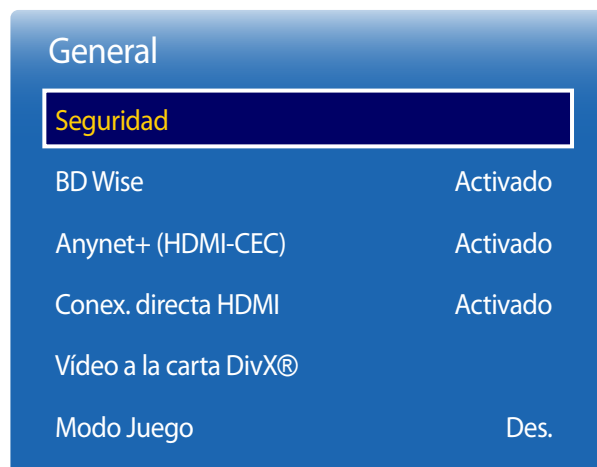 General
Seguridad
BD Wise Activado
Anynet+ (HDMI-CEC) Activado
Conex. directa HDMI Activado
Vídeo a la carta DivX®
Modo Juego Des.